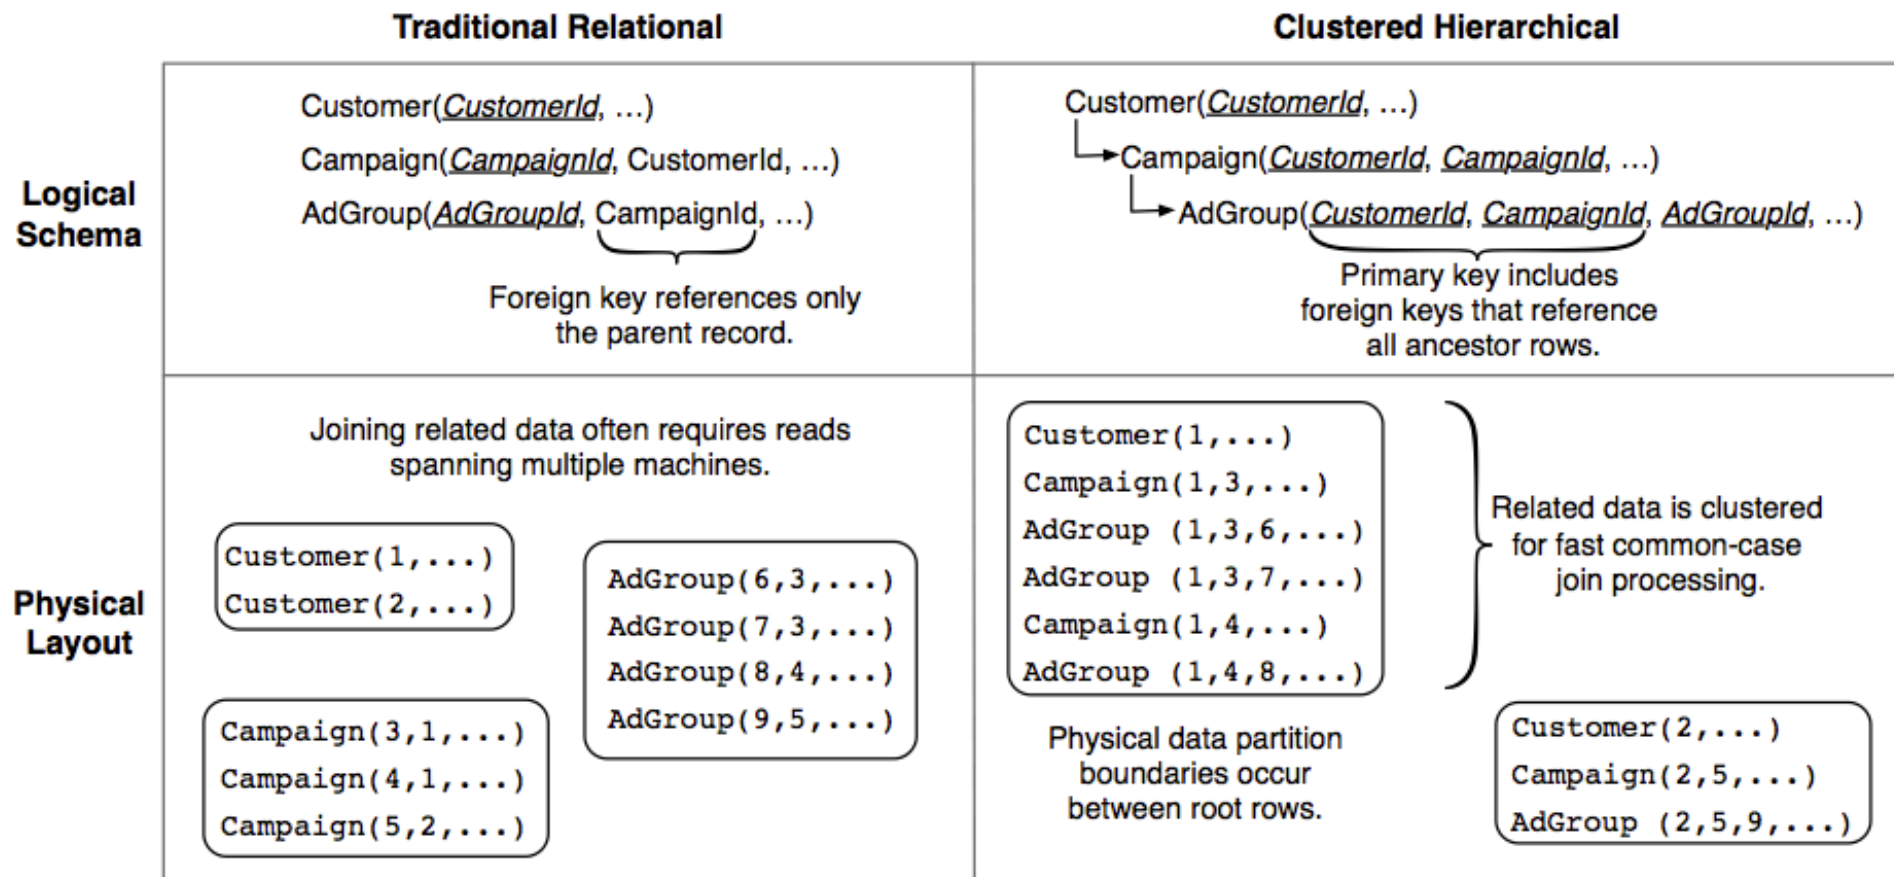 Traditional Relational
Clustered Hierarchical
Logical
Schema
Customer(CustomerId, ...)
Campaign(CampaignId, CustomerId, ...)
AdGroup(AdGroupId, CampaignId, ...)
Foreign key references only
the parent record.
Customer(CustomerId, ...)
Campaign(CustomerId, CampaignId, ...)
AdGroup(CustomerId, CampaignId, AdGroupId, ...)
Primary key includes
foreign keys that reference
all ancestor rows.
Physical
Layout
Joining related data often requires reads
spanning multiple machines.
Customer(1,...)
Customer(2,...)
AdGroup(6,3,...)
AdGroup(7,3,...)
AdGroup(8,4,...)
AdGroup(9,5,...)
Campaign(3,1,...)
Campaign(4,1,...)
Campaign(5,2,...)
Customer(1,...)
Campaign(1,3,...)
AdGroup (1,3,6,...)
AdGroup (1,3,7,...)
Campaign(1,4,...)
AdGroup (1,4,8,...)
Related data is clustered
for fast common-case
join processing.
Physical data partition
boundaries occur
between root rows.
Customer(2,...)
Campaign(2,5,...)
AdGroup (2,5,9,...)